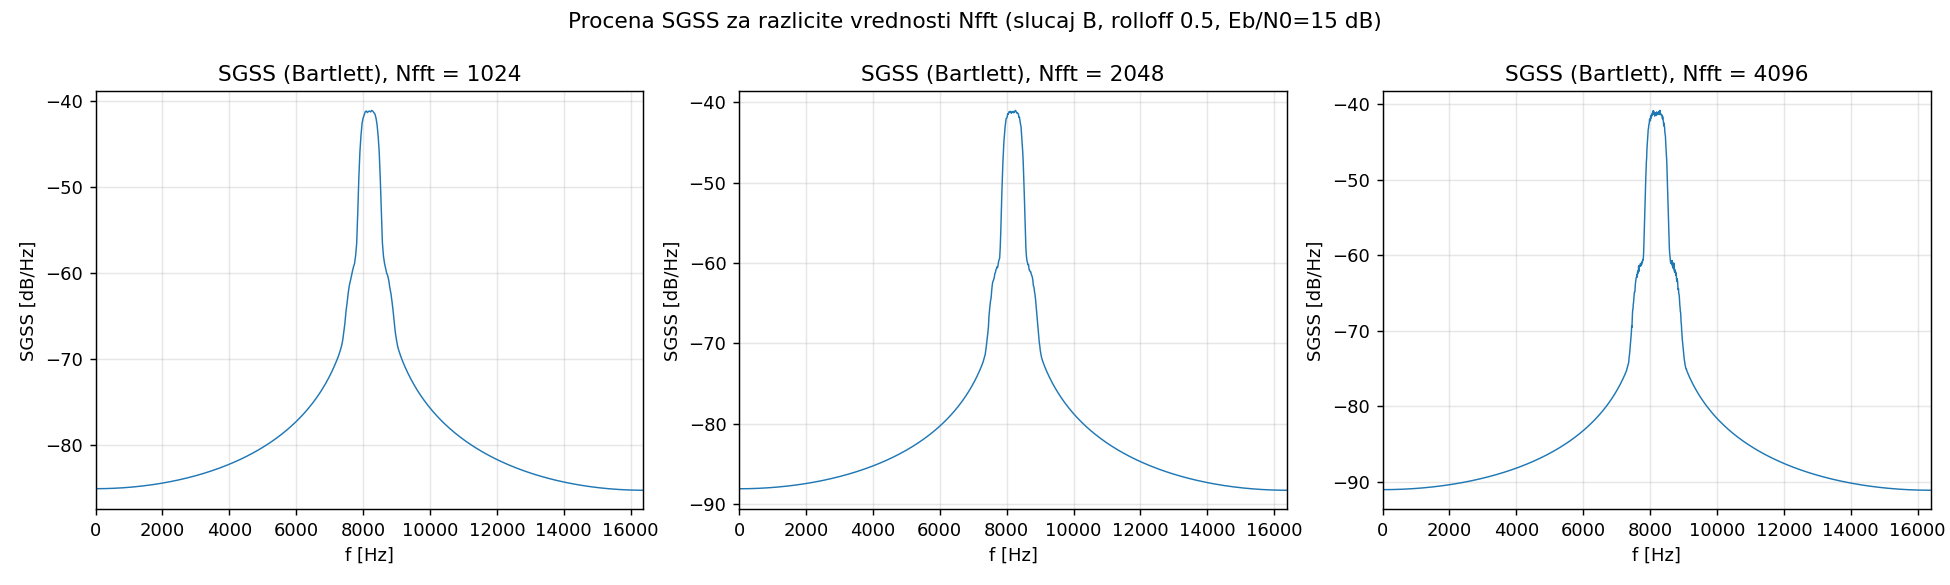 Procena SGSS za razlicite vrednosti Nfft (slucaj B, rolloff 0.5, Eb/N0=15 dB)
SGSS (Bartlett), Nfft = 1024
SGSS [dB/Hz]
−40
−50
−60
−70
−80
0 2000 4000 6000 8000 10000 12000 14000 16000
f [Hz]
SGSS (Bartlett), Nfft = 2048
SGSS [dB/Hz]
−40
−50
−60
−70
−80
−90
0 2000 4000 6000 8000 10000 12000 14000 16000
f [Hz]
SGSS (Bartlett), Nfft = 4096
SGSS [dB/Hz]
−40
−50
−60
−70
−80
−90
0 2000 4000 6000 8000 10000 12000 14000 16000
f [Hz]